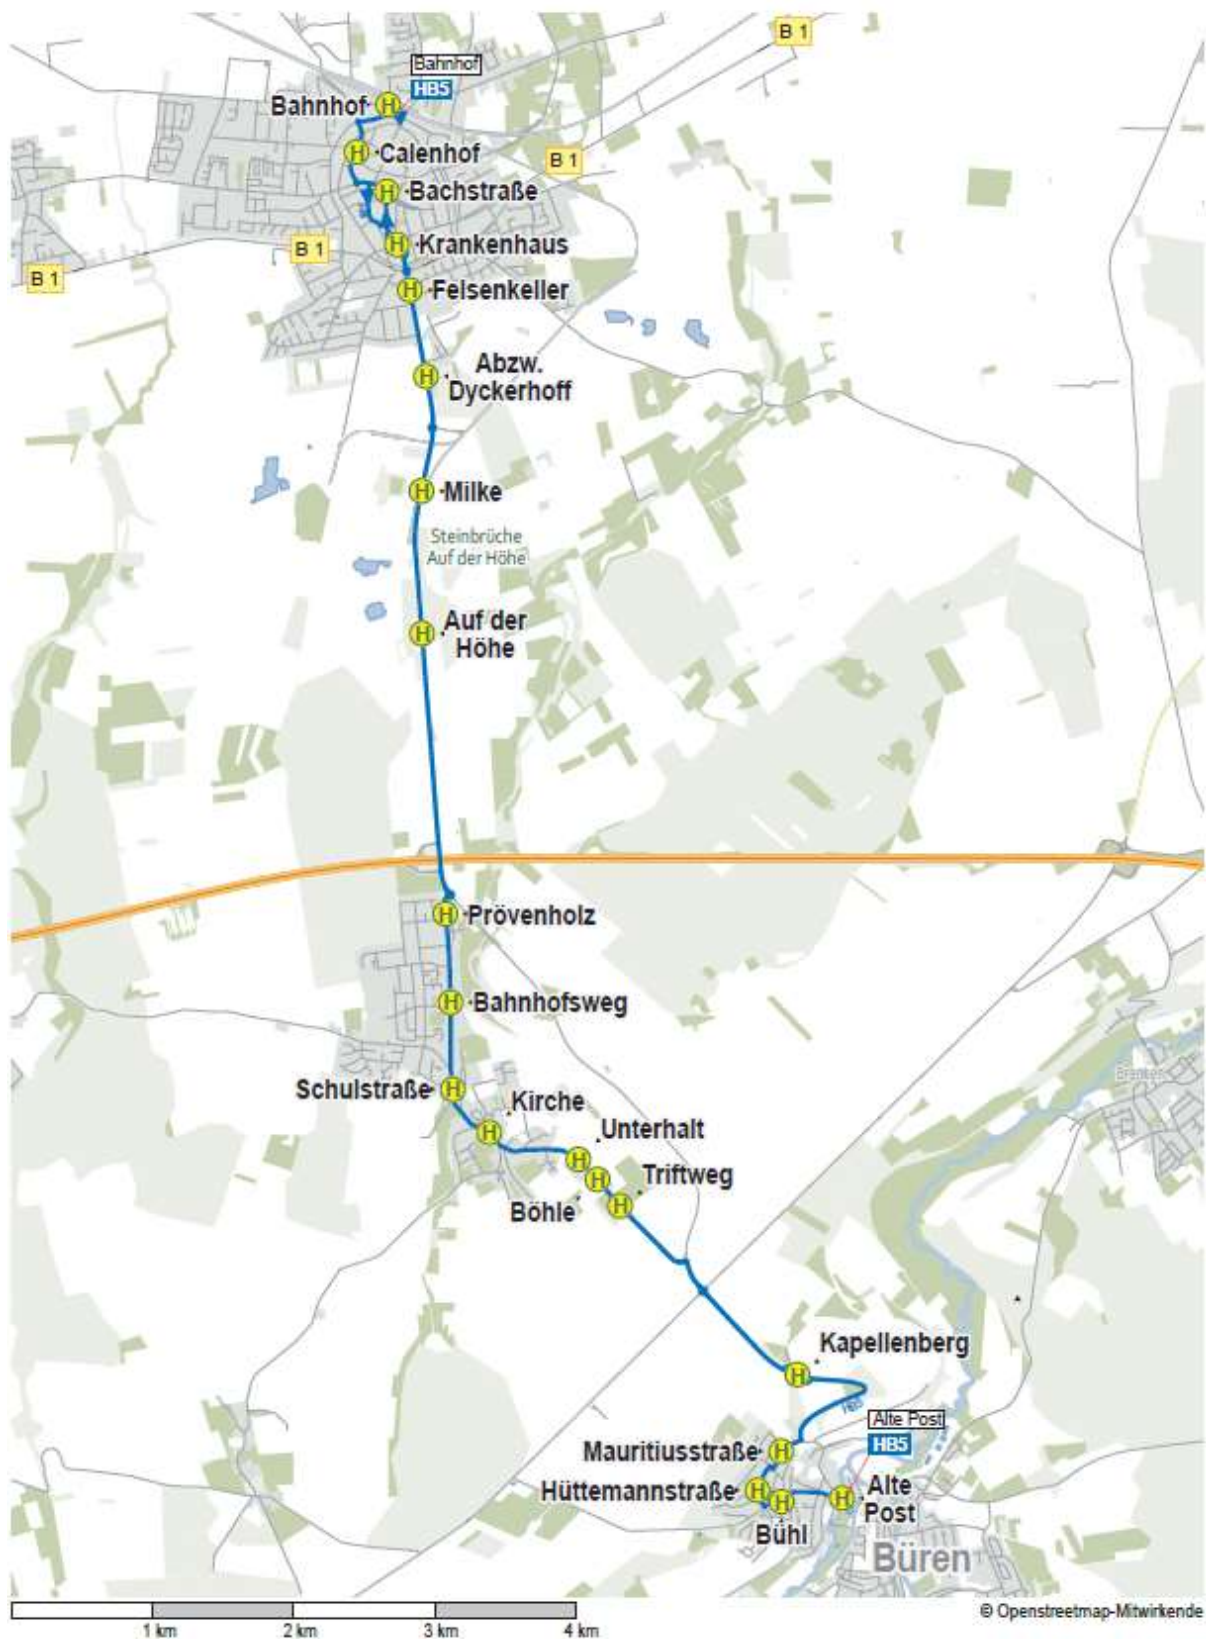 B 1
Bahnhof
HB5
Bahnhof
Calenhof
B 1
Bachstraße
Krankenhaus
B 1
B 1
Felsenkeller
Abzw.
Dyckerhoff
Milke
Steinbrüche
Auf der Höhe
Auf der
Höhe
Prövenholz
Bahnhofsweg
Schulstraße
Brenken
Kirche
Unterhalt
Triftweg
Böhle
Kapellenberg
HB5
Alte Post
HB5
Mauritiusstraße
Hüttemannstraße
Alte
Post
Bühl
Büren
© Openstreetmap-Mitwirkende
1 km
2 km
3 km
4 km